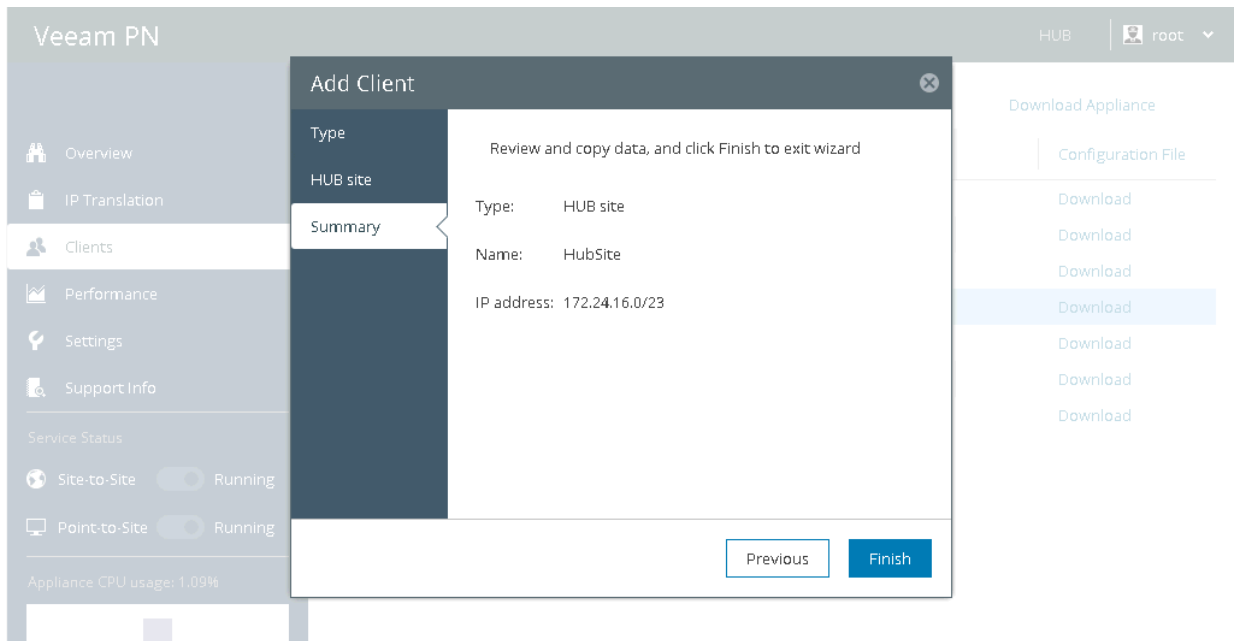 Veeam PN
HUB
root
Add Client
Download Appliance
Type
HUB site
Summary
Review and copy data, and click Finish to exit wizard
Type: HUB site
Name: HubSite
IP address: 172.24.16.0/23
Previous
Finish
Configuration File
Download
Download
Download
Download
Download
Download
Download
Overview
IP Translation
Clients
Performance
Settings
Support Info
Service Status
Site-to-Site Running
Point-to-Site Running
Appliance CPU usage: 1.09%